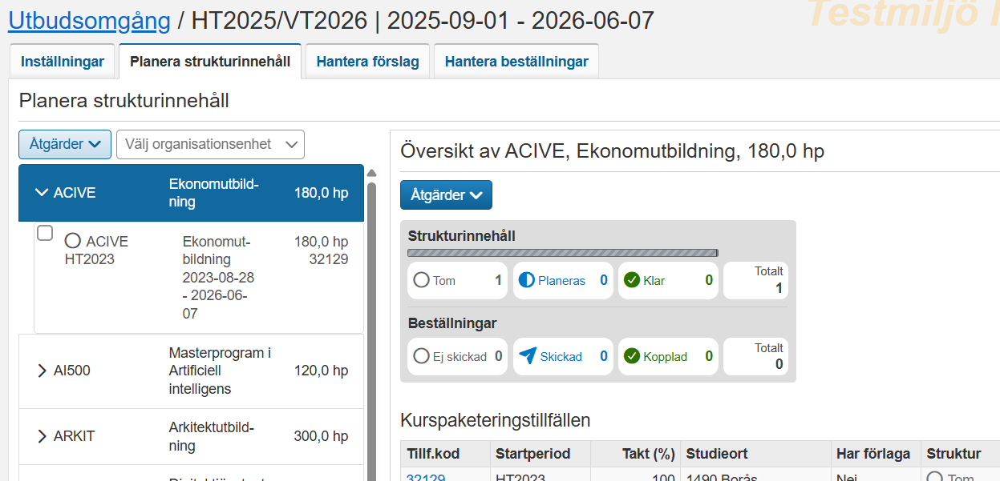 Utbudsomgång / HT2025/VT2026 | 2025-09-01 - 2026-06-07
Testmiljö
Inställningar
Planera strukturinnehåll
Hantera förslag
Hantera beställningar
Planera strukturinnehåll
Åtgärder
Välj organisationsenhet
ACIVE
Ekonomutbild-
ning
180,0 hp
ACIVE
HT2023
Ekonomut-
bildning
2023-08-28
- 2026-06-
07
180,0 hp
32129
AI500
Masterprogram i
Artificiell
intelligens
120,0 hp
ARKIT
Arkitektutbild-
ning
300,0 hp
Översikt av ACIVE, Ekonomutbildning, 180,0 hp
Åtgärder
Strukturinnehåll
Tom 1
Planeras 0
Klar 0
Totalt
1
Beställningar
Ej skickad 0
Skickad 0
Kopplad 0
Totalt
0
Kurspaketeringstillfällen
Tillf.kod Startperiod Takt (%) Studieort Har förlaga Struktur
32129 HT2023 100 1490 Borås Nej Tom